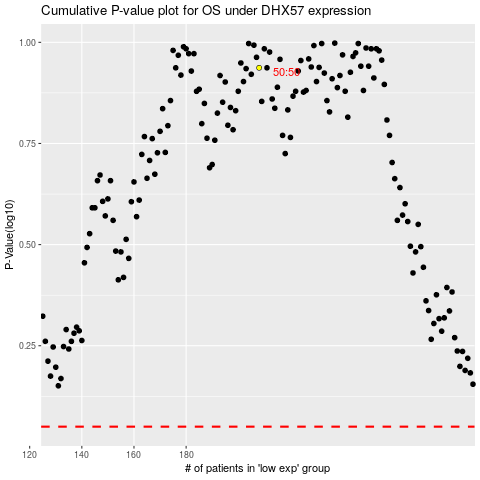 Cumulative P-value plot for OS under DHX57 expression
1.00
0.75
0.50
0.25
P-Value(log10)
50:50
120 140 160 180
# of patients in 'low exp' group